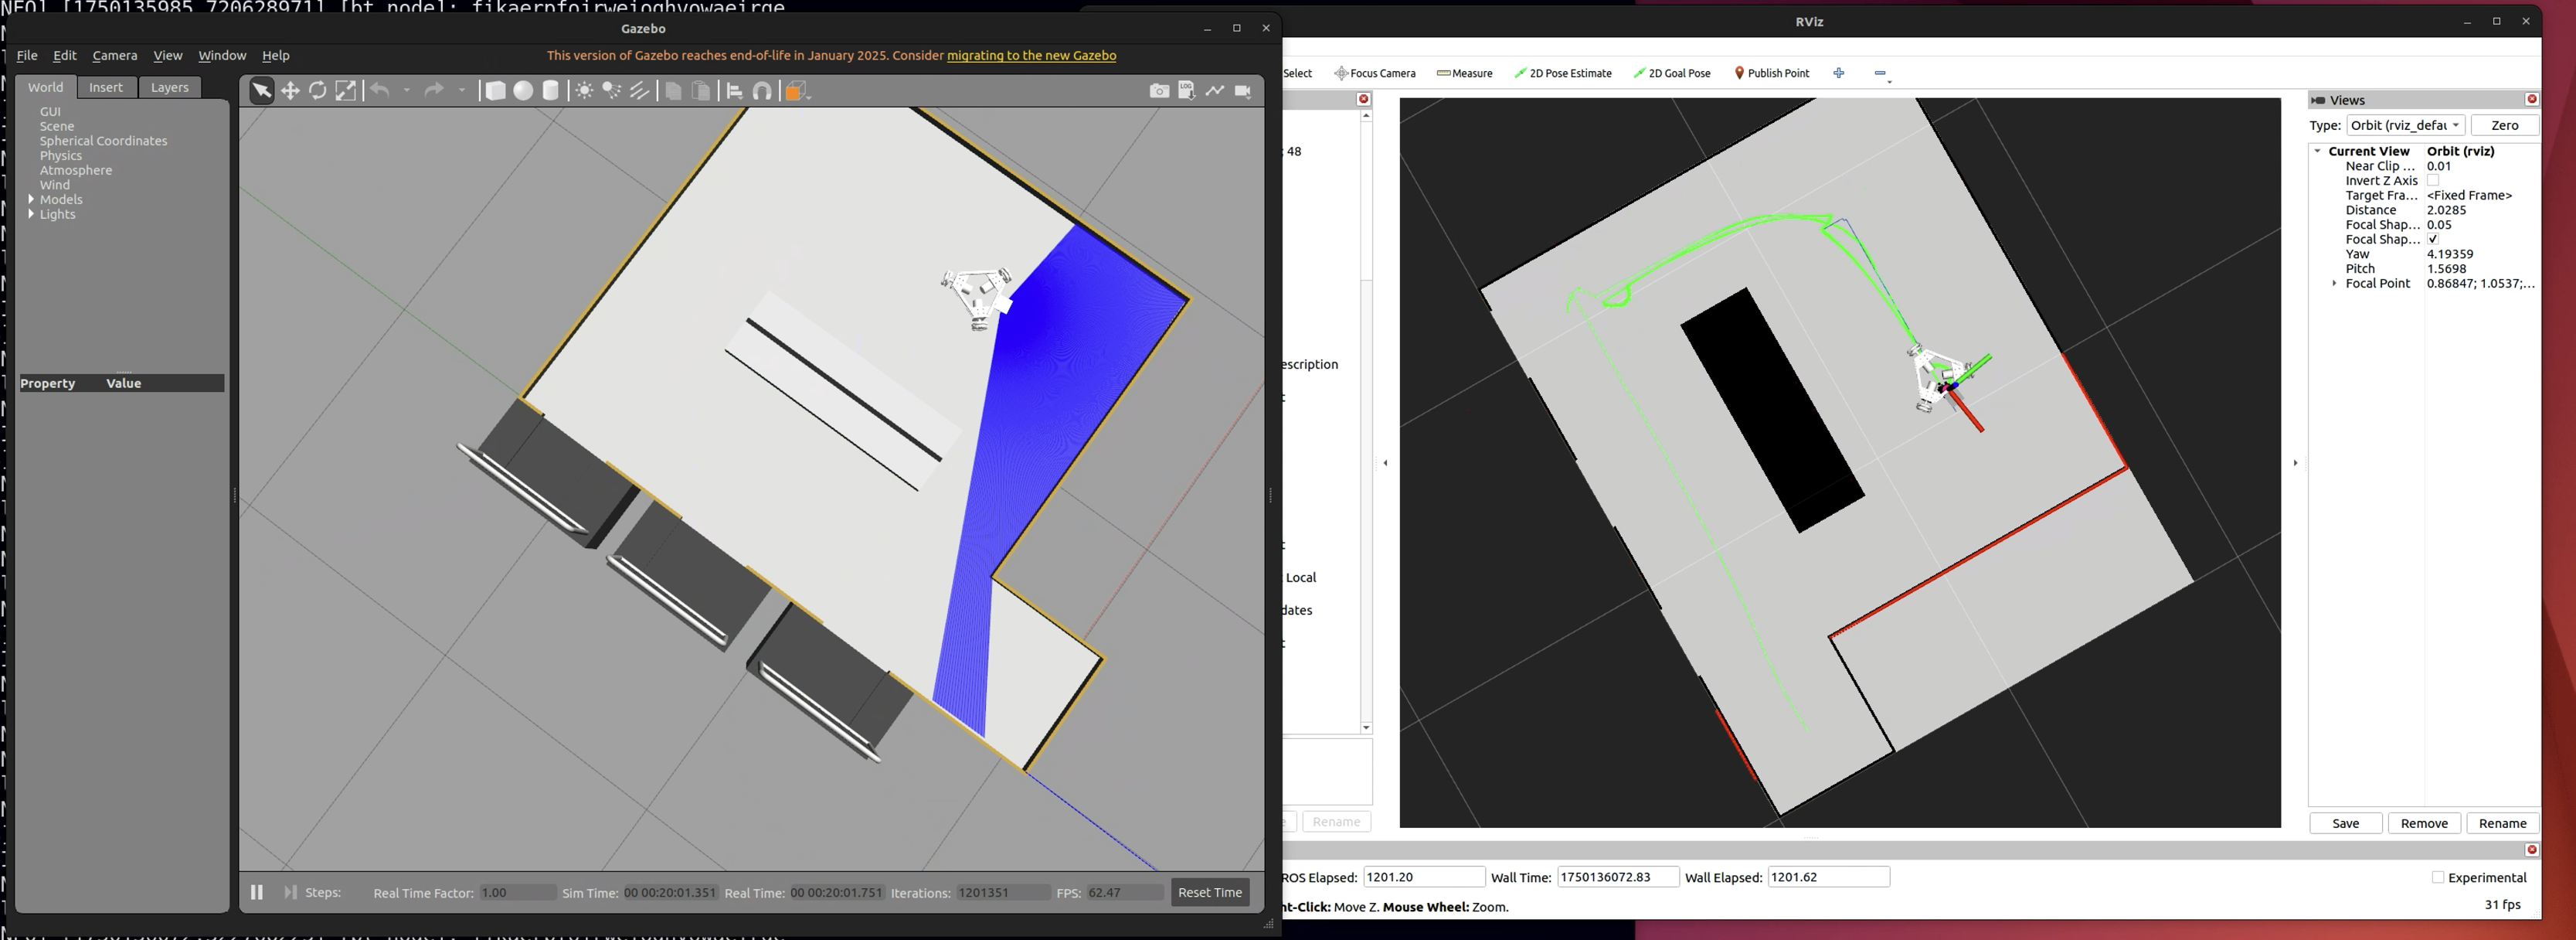 NFO] [1750135985.720628971] [bt_node]: fikaerpfojrweioghvowaeirge
Gazebo
File Edit Camera View Window Help
This version of Gazebo reaches end-of-life in January 2025. Consider migrating to the new Gazebo
World Insert Layers
GUI
Scene
Spherical Coordinates
Physics
Atmosphere
Wind
Models
Lights
Property Value
Steps: Real Time Factor: 1.00 Sim Time: 00 00:20:01.351 Real Time: 00 00:20:01.751 Iterations: 1201351 FPS: 62.47 Reset Time
RViz
Select Focus Camera Measure 2D Pose Estimate 2D Goal Pose Publish Point
; 48
escription
Local
dates
Rename
Views
Type: Orbit (rviz_defau Zero
Current View Orbit (rviz)
Near Clip ... 0.01
Invert Z Axis
Target Fra... <Fixed Frame>
Distance 2.0285
Focal Shap... 0.05
Focal Shap... ✓
Yaw 4.19359
Pitch 1.5698
Focal Point 0.86847; 1.0537;...
Save Remove Rename
ROS Elapsed: 1201.20 Wall Time: 1750136072.83 Wall Elapsed: 1201.62 Experimental
ht-Click: Move Z. Mouse Wheel: Zoom. 31 fps